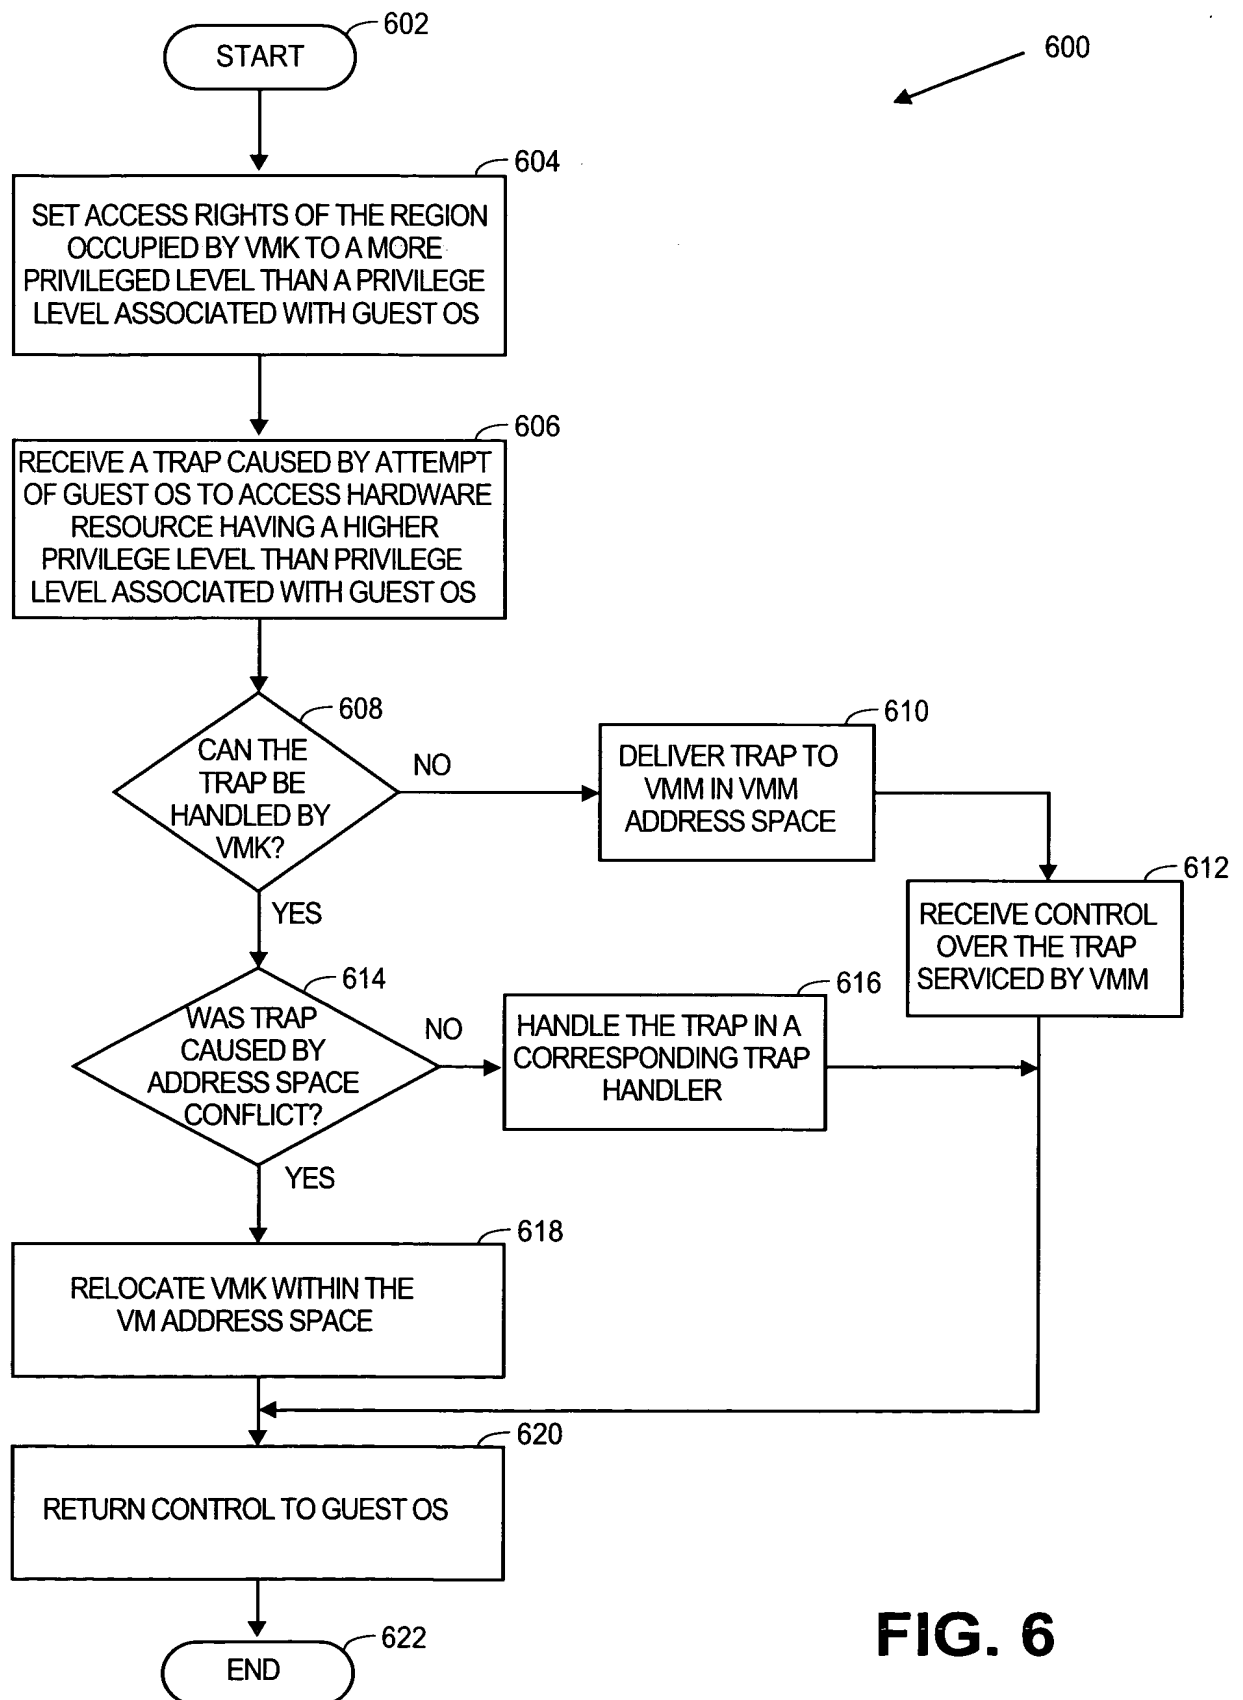 602
START
600
604
SET ACCESS RIGHTS OF THE REGION
OCCUPIED BY VMK TO A MORE
PRIVILEGED LEVEL THAN A PRIVILEGE
LEVEL ASSOCIATED WITH GUEST OS
606
RECEIVE A TRAP CAUSED BY ATTEMPT
OF GUEST OS TO ACCESS HARDWARE
RESOURCE HAVING A HIGHER
PRIVILEGE LEVEL THAN PRIVILEGE
LEVEL ASSOCIATED WITH GUEST OS
608
CAN THE
TRAP BE
HANDLED BY
VMK?
NO
610
DELIVER TRAP TO
VMM IN VMM
ADDRESS SPACE
612
RECEIVE CONTROL
OVER THE TRAP
SERVICED BY VMM
YES
614
WAS TRAP
CAUSED BY
ADDRESS SPACE
CONFLICT?
NO
616
HANDLE THE TRAP IN A
CORRESPONDING TRAP
HANDLER
YES
618
RELOCATE VMK WITHIN THE
VM ADDRESS SPACE
620
RETURN CONTROL TO GUEST OS
622
END
FIG. 6